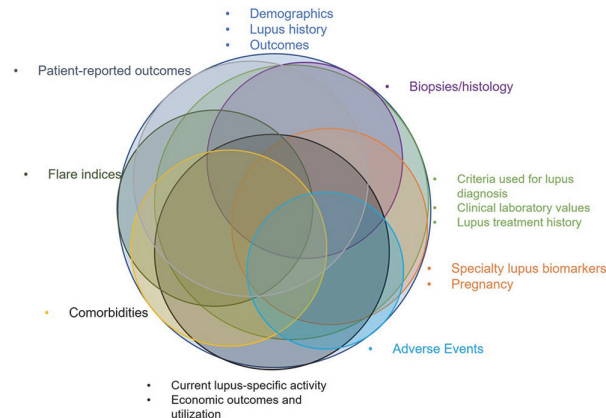 • Demographics
• Lupus history
• Outcomes
• Patient-reported outcomes
• Biopsies/histology
• Flare indices
• Criteria used for lupus
diagnosis
• Clinical laboratory values
• Lupus treatment history
• Specialty lupus biomarkers
• Pregnancy
• Comorbidities
• Adverse Events
• Current lupus-specific activity
• Economic outcomes and
utilization